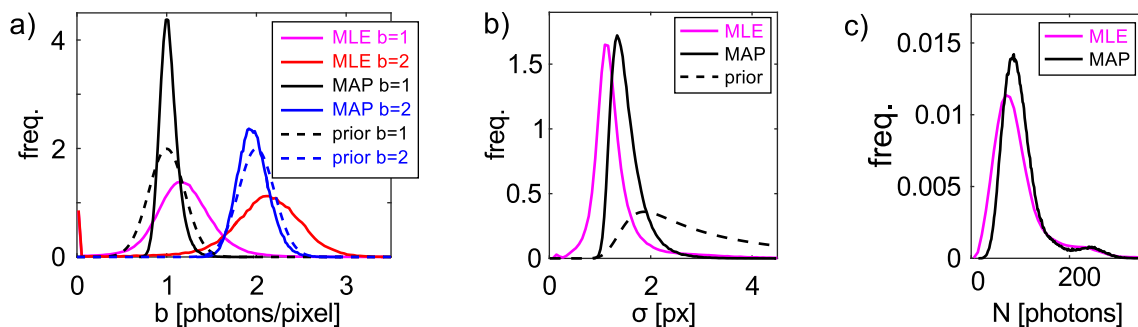 a)
4
2
0
freq.
MLE b=1
MLE b=2
MAP b=1
MAP b=2
prior b=1
prior b=2
0 1 2 3
b [photons/pixel]
b)
1.5
1
0.5
0
freq.
MLE
MAP
prior
0 2 4
σ [px]
c)
0.015
0.01
0.005
0
freq.
MLE
MAP
0 200
N [photons]